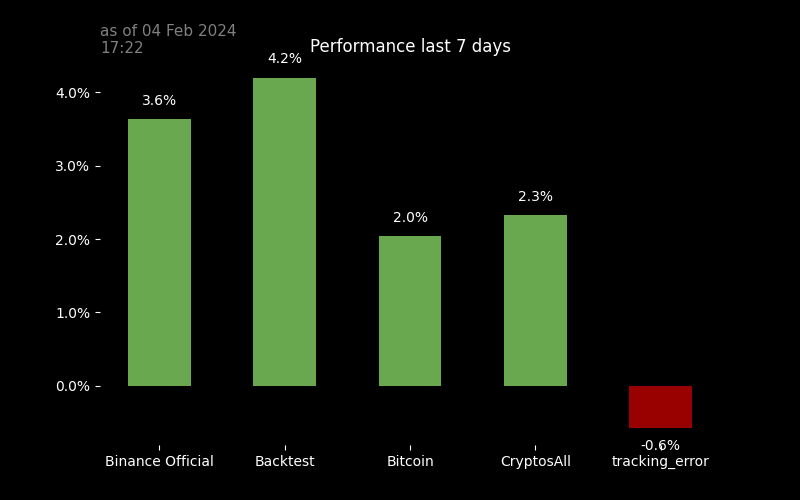 as of 04 Feb 2024
17:22
Performance last 7 days
4.2%
3.6%
2.3%
2.0%
-0.6%
4.0%
3.0%
2.0%
1.0%
0.0%
Binance Official
Backtest
Bitcoin
CryptosAll
tracking_error